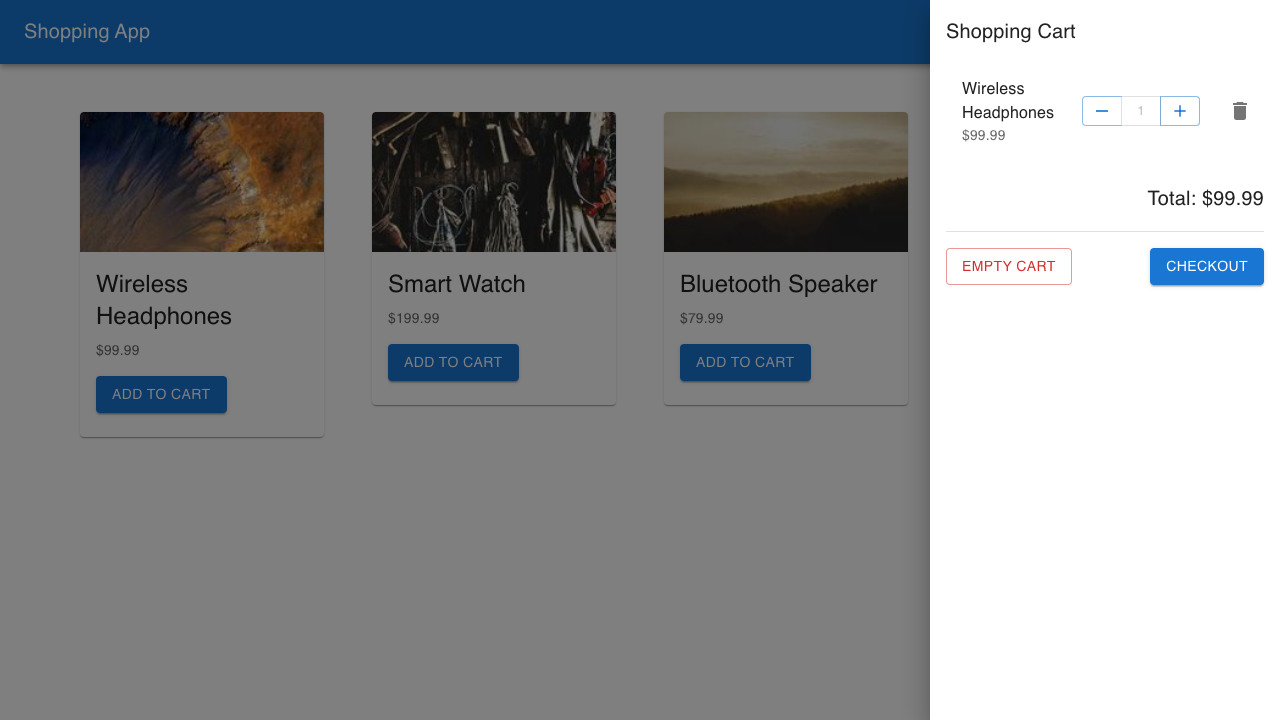 Shopping App
Wireless
Headphones
$99.99
ADD TO CART
Smart Watch
$199.99
ADD TO CART
Bluetooth Speaker
$79.99
ADD TO CART
Shopping Cart
Wireless
Headphones
$99.99
1
Total: $99.99
EMPTY CART
CHECKOUT